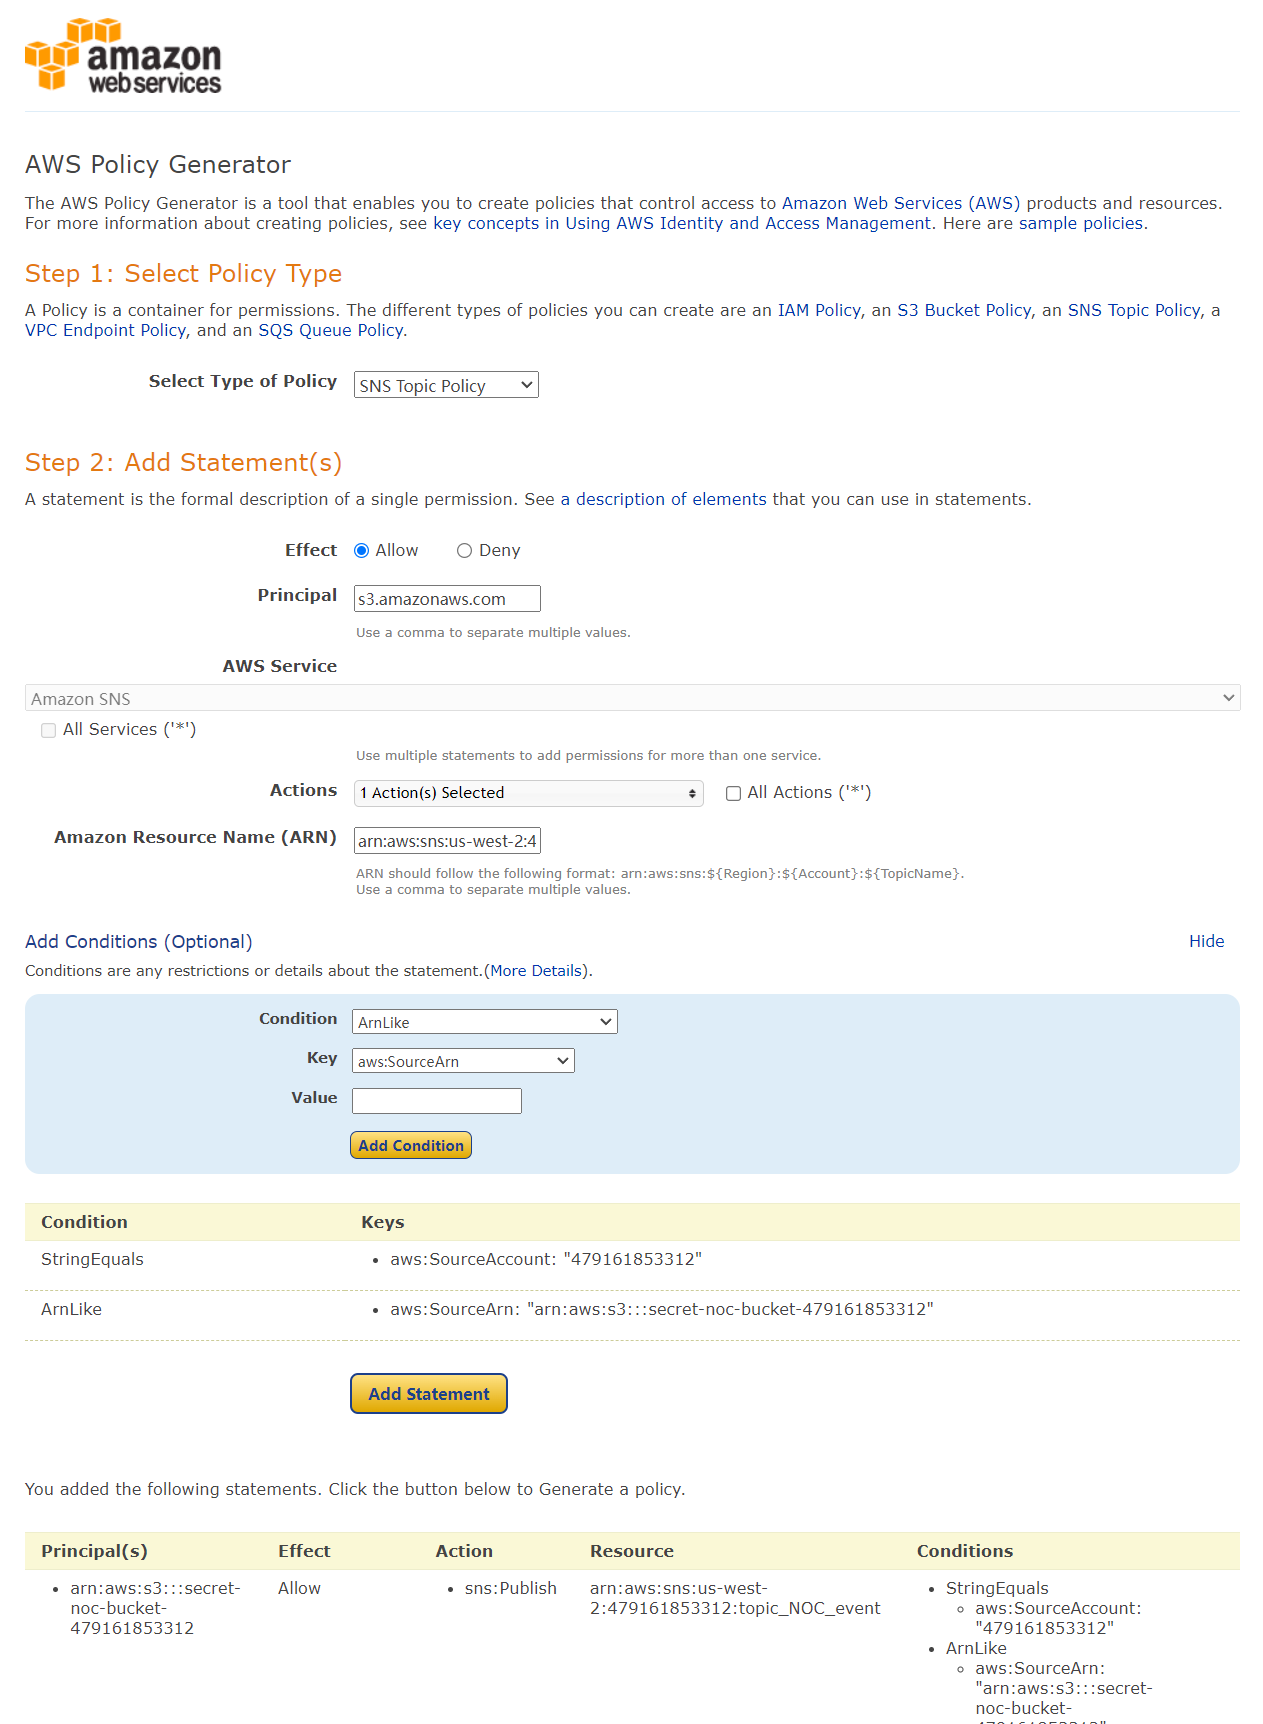 amazon
webservices
AWS Policy Generator
The AWS Policy Generator is a tool that enables you to create policies that control access to Amazon Web Services (AWS) products and resources.
For more information about creating policies, see key concepts in Using AWS Identity and Access Management. Here are sample policies.
Step 1: Select Policy Type
A Policy is a container for permissions. The different types of policies you can create are an IAM Policy, an S3 Bucket Policy, an SNS Topic Policy, a
VPC Endpoint Policy, and an SQS Queue Policy.
Select Type of Policy SNS Topic Policy
Step 2: Add Statement(s)
A statement is the formal description of a single permission. See a description of elements that you can use in statements.
Effect Allow Deny
Principal s3.amazonaws.com
Use a comma to separate multiple values.
AWS Service
Amazon SNS
All Services ('*')
Use multiple statements to add permissions for more than one service.
Actions 1 Action(s) Selected All Actions ('*')
Amazon Resource Name (ARN) arn:aws:sns:us-west-2:4
ARN should follow the following format: arn:aws:sns:${Region}:${Account}:${TopicName}.
Use a comma to separate multiple values.
Add Conditions (Optional) Hide
Conditions are any restrictions or details about the statement.(More Details).
Condition ArnLike
Key aws:SourceArn
Value
Add Condition
Condition Keys
StringEquals • aws:SourceAccount: "479161853312"
ArnLike • aws:SourceArn: "arn:aws:s3:::secret-noc-bucket-479161853312"
Add Statement
You added the following statements. Click the button below to Generate a policy.
Principal(s) Effect Action Resource Conditions
• arn:aws:s3:::secret- Allow • sns:Publish arn:aws:sns:us-west- • StringEquals
noc-bucket- 2:479161853312:topic_NOC_event ◦ aws:SourceAccount:
479161853312 "479161853312"
• ArnLike
◦ aws:SourceArn:
"arn:aws:s3:::secret-
noc-bucket-